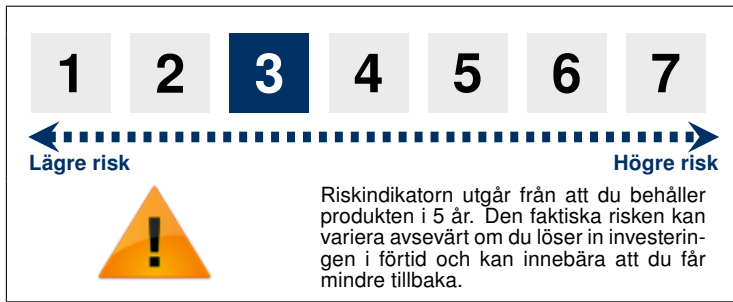 1 2 3 4 5 6 7
Lägre risk Högre risk
!
Riskindikatorn utgår från att du behåller
produkten i 5 år. Den faktiska risken kan
variera avsevärt om du löser in investerin-
gen i förtid och kan innebära att du får
mindre tillbaka.